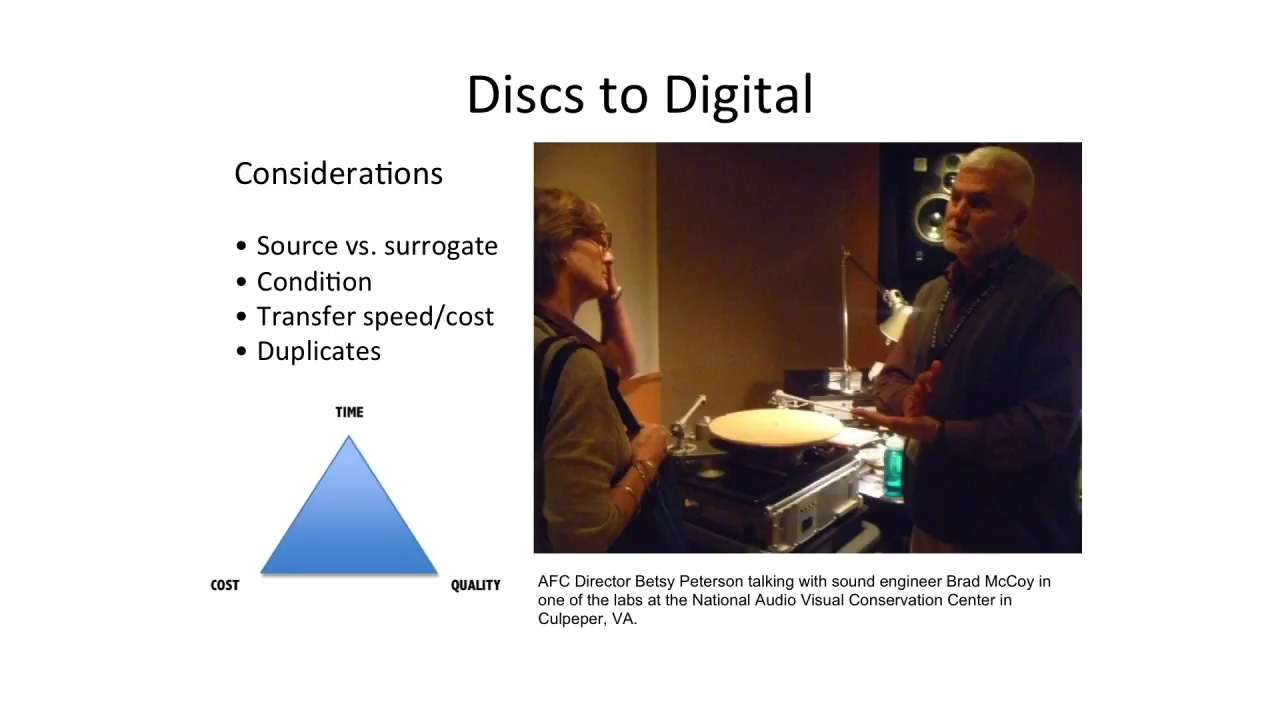 Discs to Digital
Considerations
• Source vs. surrogate
• Condition
• Transfer speed/cost
• Duplicates
TIME
COST
QUALITY
AFC Director Betsy Peterson talking with sound engineer Brad McCoy in
one of the labs at the National Audio Visual Conservation Center in
Culpeper, VA.